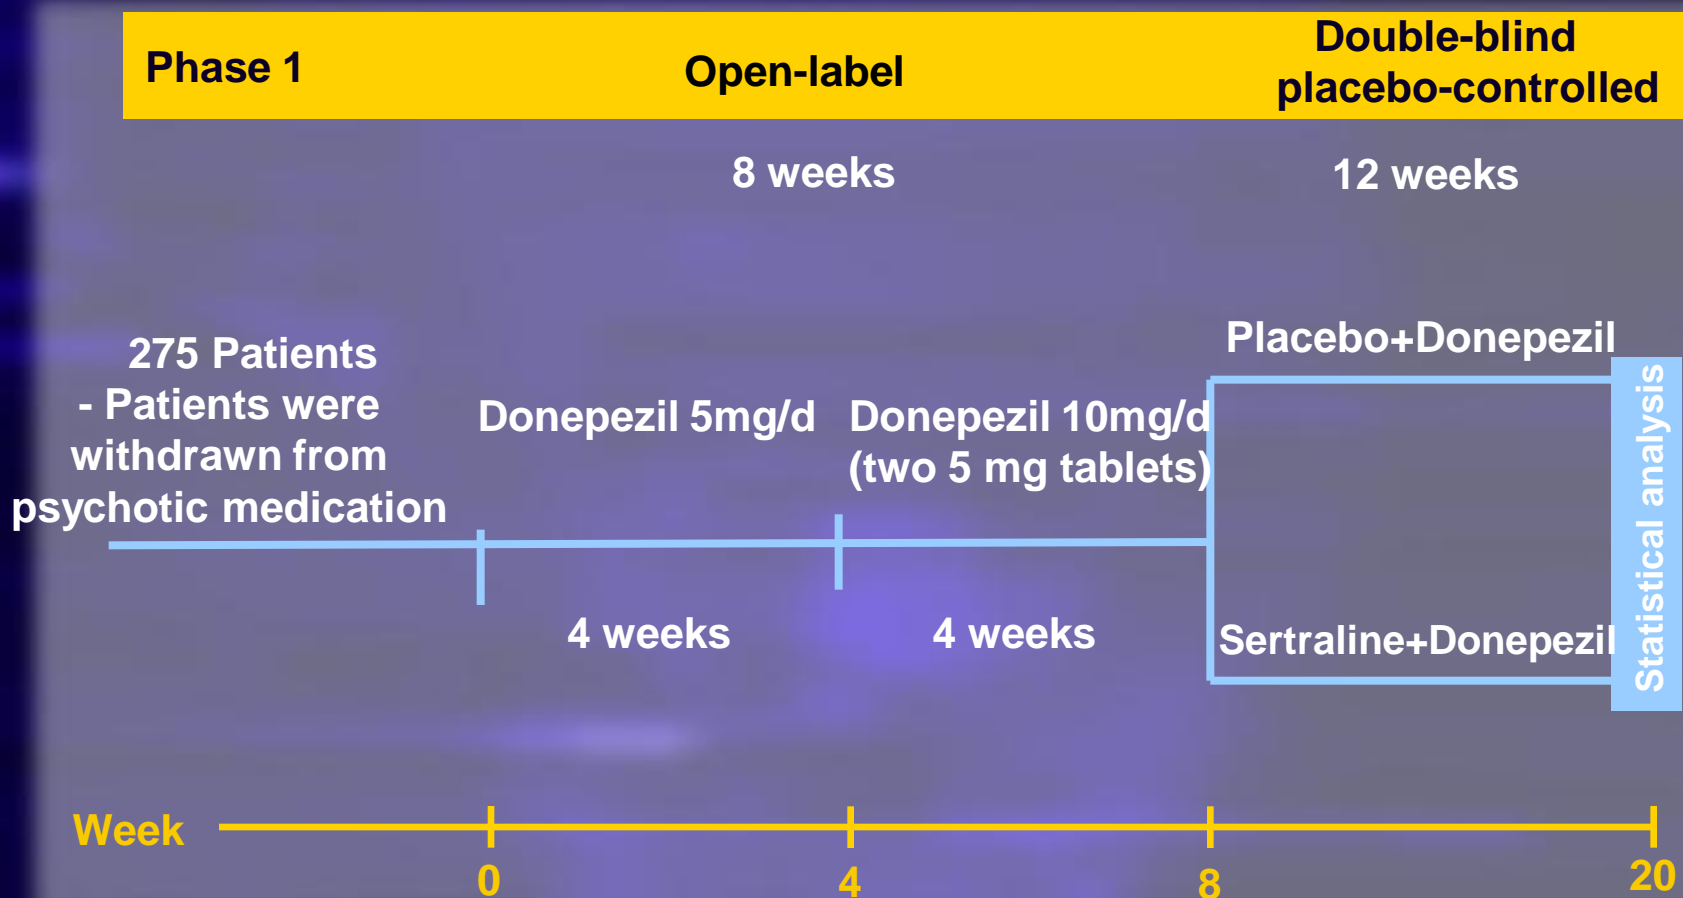 Phase 1
Open-label
Double-blind
placebo-controlled
8 weeks
12 weeks
275 Patients
- Patients were
withdrawn from
psychotic medication
Donepezil 5mg/d
Donepezil 10mg/d
(two 5 mg tablets)
Placebo+Donepezil
Sertraline+Donepezil
Statistical analysis
4 weeks
4 weeks
Week
0
4
8
20